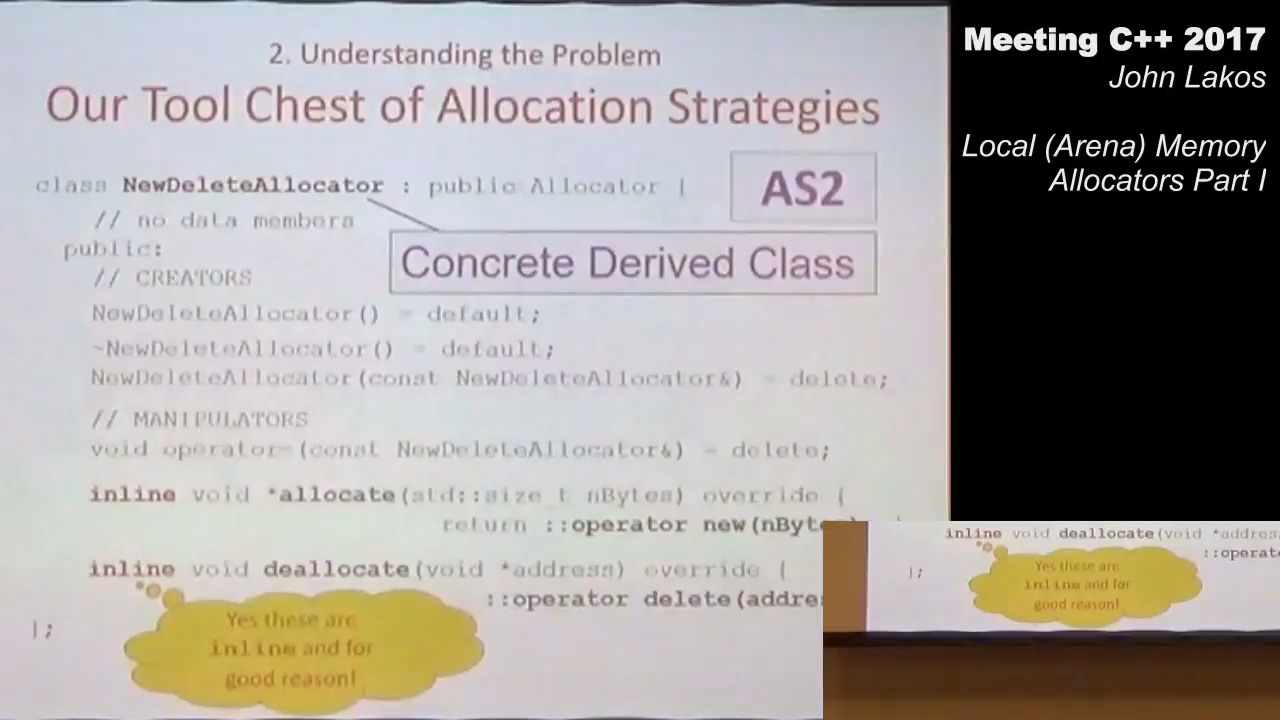 2. Understanding the Problem
Our Tool Chest of Allocation Strategies
class NewDeleteAllocator : public Allocator {
AS2
// no data members
Concrete Derived Class
public:
// CREATORS
NewDeleteAllocator() = default;
~NewDeleteAllocator() = default;
NewDeleteAllocator(const NewDeleteAllocator&) = delete;
// MANIPULATORS
void operator=(const NewDeleteAllocator&) = delete;
inline void *allocate(std::size_t nBytes) override {
return ::operator new(nByt
inline void deallocate(void *address) override {
::operator delete(addre
Yes these are
inline and for
good reason!
};
Meeting C++ 2017
John Lakos
Local (Arena) Memory
Allocators Part I
inline void deallocate(void *addres
::operat
Yes these are
inline and for
good reason!
};